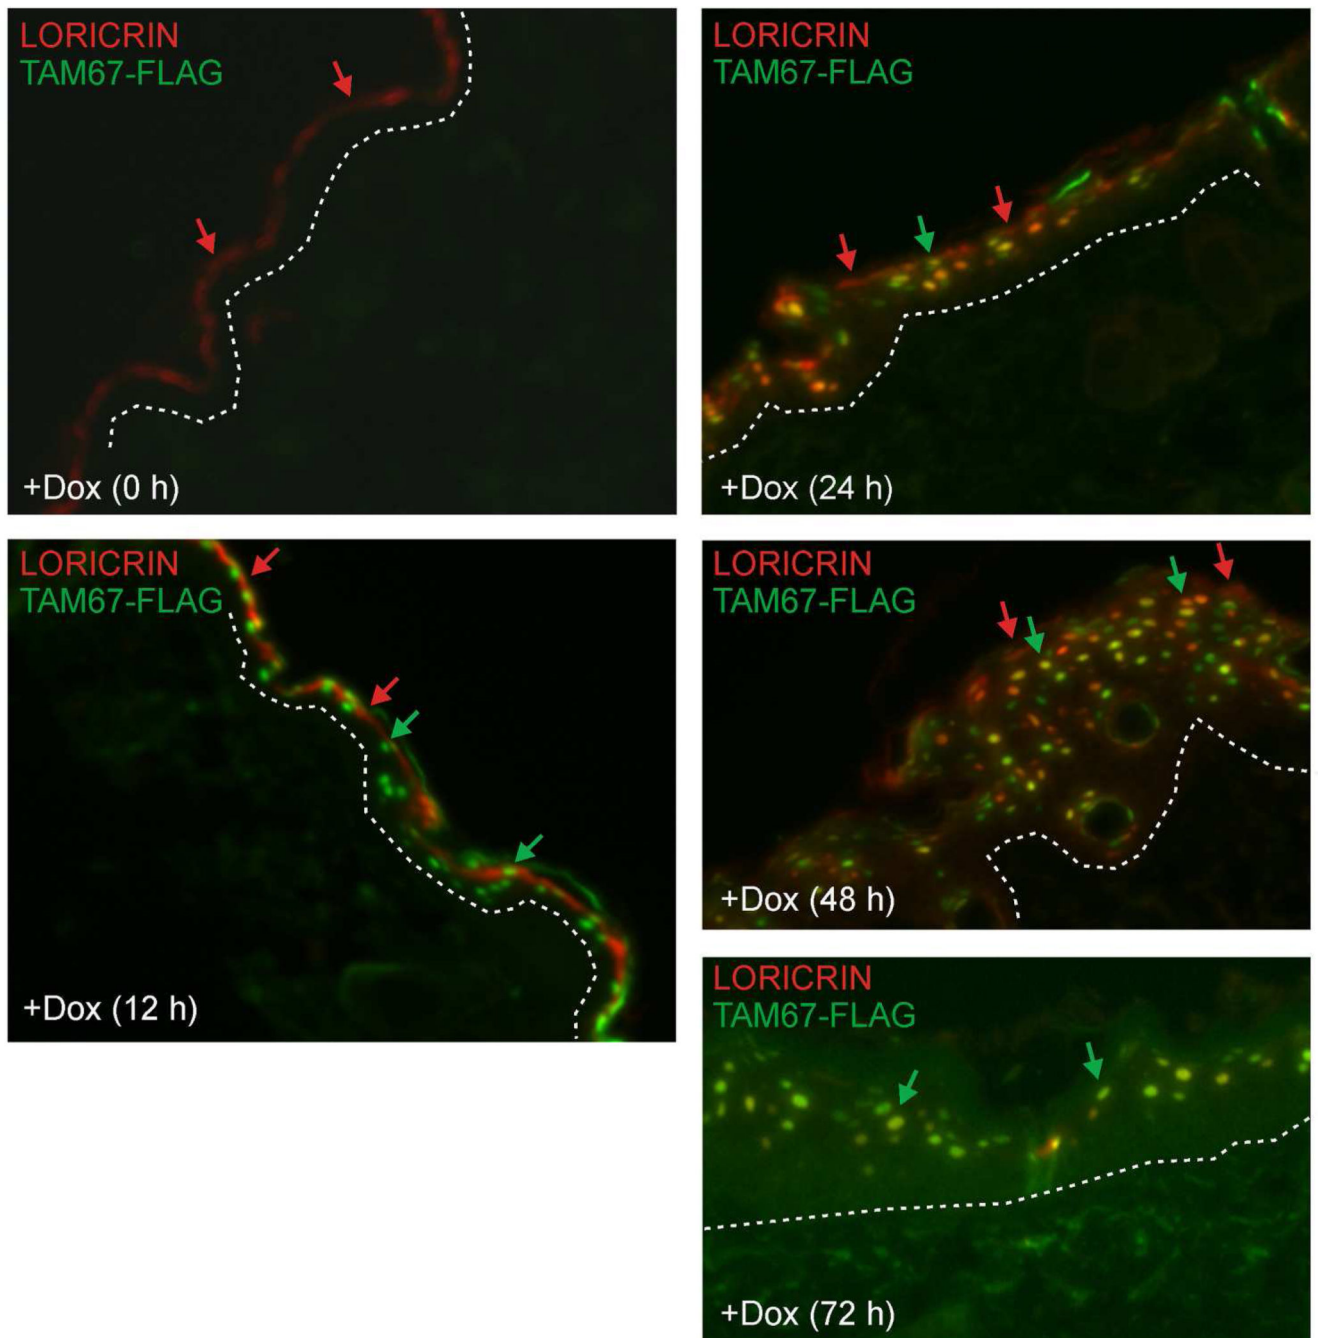 LORICRIN
TAM67-FLAG
+Dox (0 h)
LORICRIN
TAM67-FLAG
+Dox (12 h)
LORICRIN
TAM67-FLAG
+Dox (24 h)
LORICRIN
TAM67-FLAG
+Dox (48 h)
LORICRIN
TAM67-FLAG
+Dox (72 h)